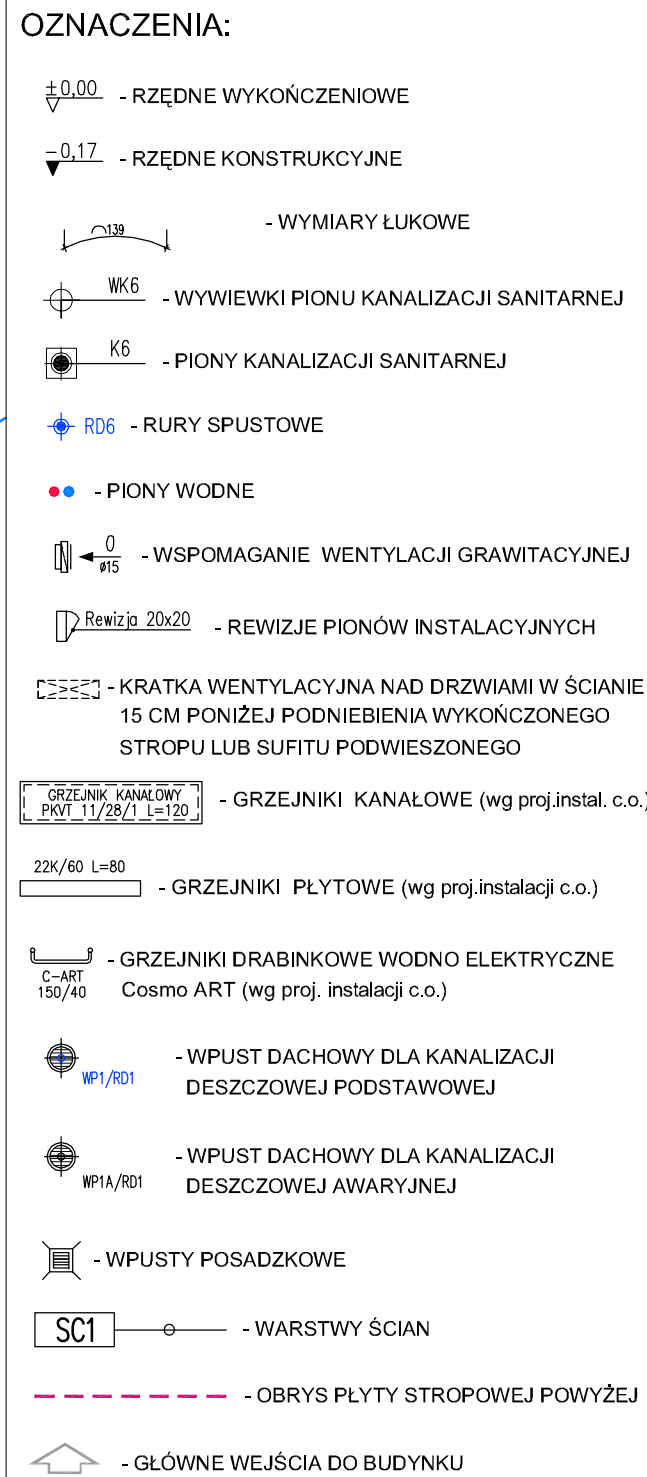 OZNACZENIA:
±0,00 - RZĘDNE WYKOŃCZENIOWE
-0,17 - RZĘDNE KONSTRUKCYJNE
⌒139 - WYMIARY ŁUKOWE
WK6 - WYWIEWKI PIONU KANALIZACJI SANITARNEJ
K6 - PIONY KANALIZACJI SANITARNEJ
RD6 - RURY SPUSTOWE
- PIONY WODNE
0 ø15 - WSPOMAGANIE WENTYLACJI GRAWITACYJNEJ
Rewizja 20x20 - REWIZJE PIONÓW INSTALACYJNYCH
- KRATKA WENTYLACYJNA NAD DRZWIAMI W ŚCIANIE
15 CM PONIŻEJ PODNIEBIENIA WYKOŃCZONEGO
STROPU LUB SUFITU PODWIESZONEGO
GRZEJNIK KANAŁOWY
PKVT 11/28/1 L=120
- GRZEJNIKI KANAŁOWE (wg proj.instal. c.o.)
22K/60 L=80
- GRZEJNIKI PŁYTOWE (wg proj.instalacji c.o.)
- GRZEJNIKI DRABINKOWE WODNO ELEKTRYCZNE
C-ART
150/40
Cosmo ART (wg proj. instalacji c.o.)
WP1/RD1
- WPUST DACHOWY DLA KANALIZACJI
DESZCZOWEJ PODSTAWOWEJ
WP1A/RD1
- WPUST DACHOWY DLA KANALIZACJI
DESZCZOWEJ AWARYJNEJ
- WPUSTY POSADZKOWE
SC1 - WARSTWY ŚCIAN
- OBRYS PŁYTY STROPOWEJ POWYŻEJ
- GŁÓWNE WEJŚCIA DO BUDYNKU